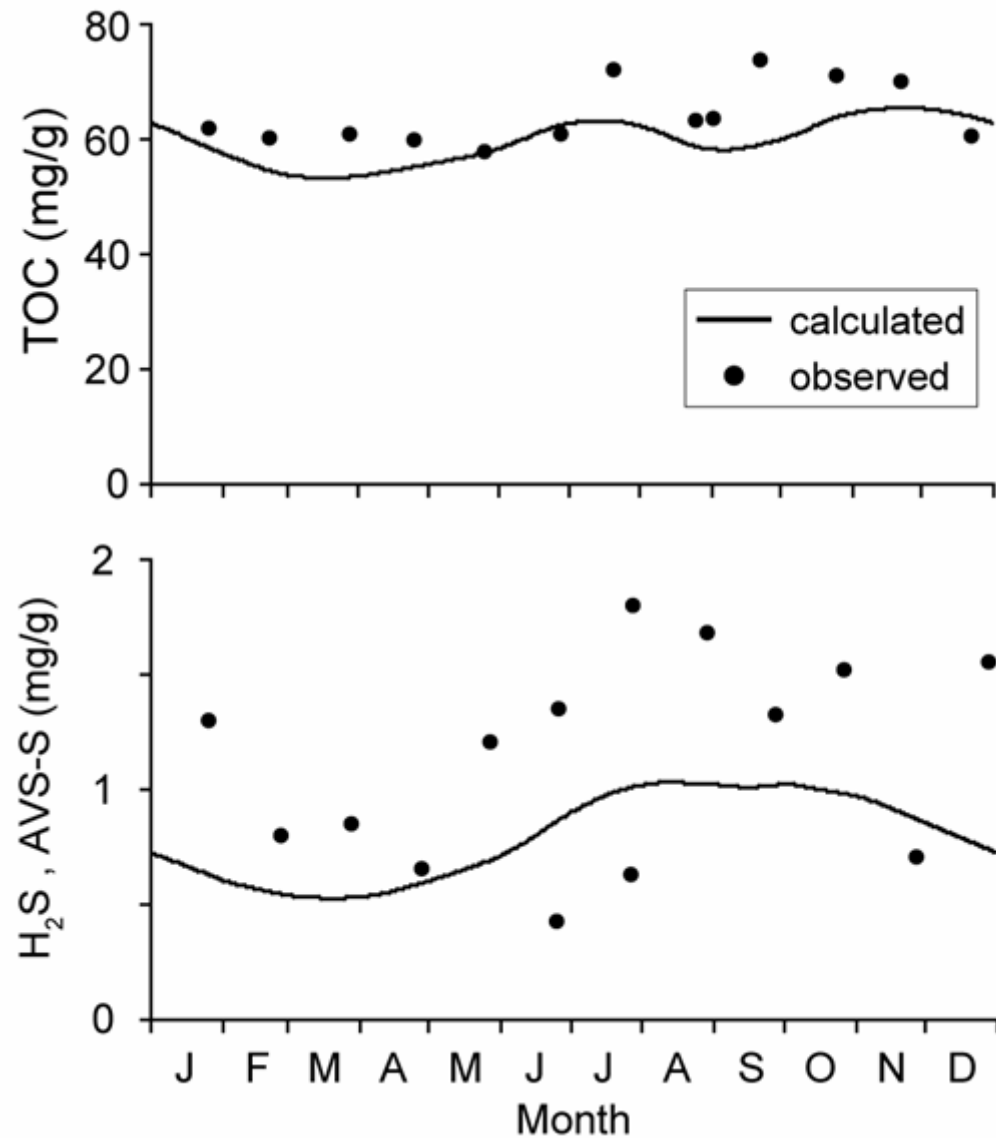 80
60
40
20
0
TOC (mg/g)
calculated
observed
2
1
0
H₂S , AVS-S (mg/g)
J F M A M J J A S O N D
Month